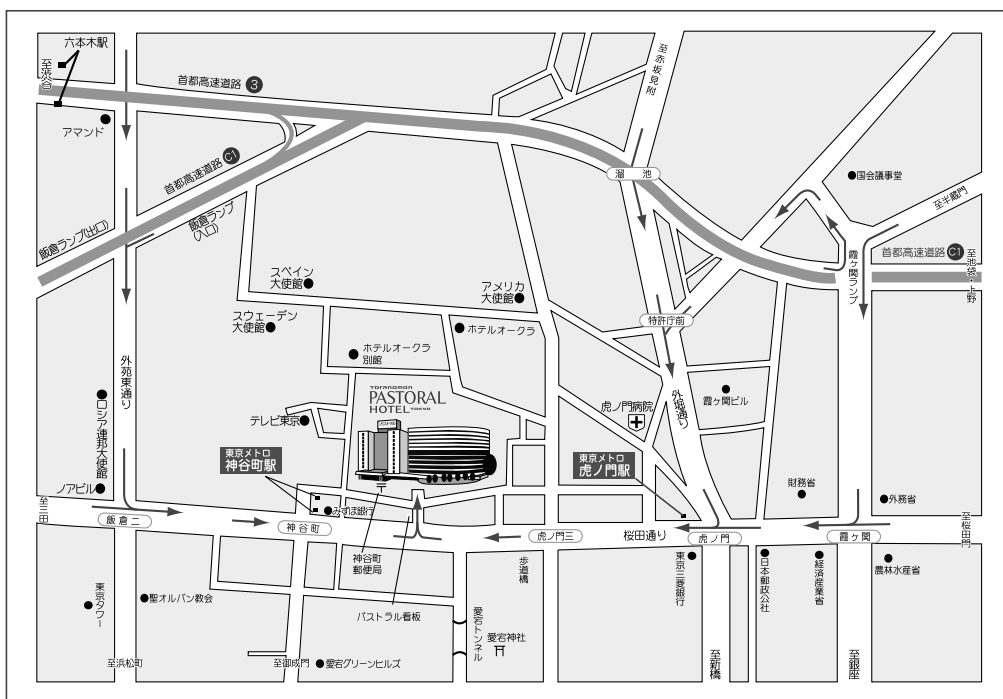 六本木駅
至渋谷
首都高速道路 3
アマンド
首都高速道路 C1
飯倉ランプ(出口)
飯倉ランプ
(入口)
至赤坂見附
溜池
国会議事堂
至半蔵門
首都高速道路 C1
霞ヶ関ランプ
至池袋・上野
スペイン
大使館
アメリカ
大使館
スウェーデン
大使館
ホテルオークラ
ホテルオークラ
別館
特許庁前
外苑東通り
TORANOMON
PASTORAL
HOTEL TOKYO
外堀通り
霞ヶ関ビル
虎ノ門病院
ロシア連邦大使館
テレビ東京
東京メトロ
神谷町駅
東京メトロ
虎ノ門駅
ノアビル
みずほ銀行
財務省
外務省
至三田
飯倉二
神谷町
虎ノ門三
桜田通り
虎ノ門
霞ヶ関
至桜田門
神谷町
郵便局
歩道橋
東京三菱銀行
日本郵政公社
経済産業省
農林水産省
東京タワー
聖オルバン教会
パストラル看板
愛宕トンネル
愛宕神社
至浜松町
至御成門
愛宕グリーンヒルズ
至新橋
至銀座